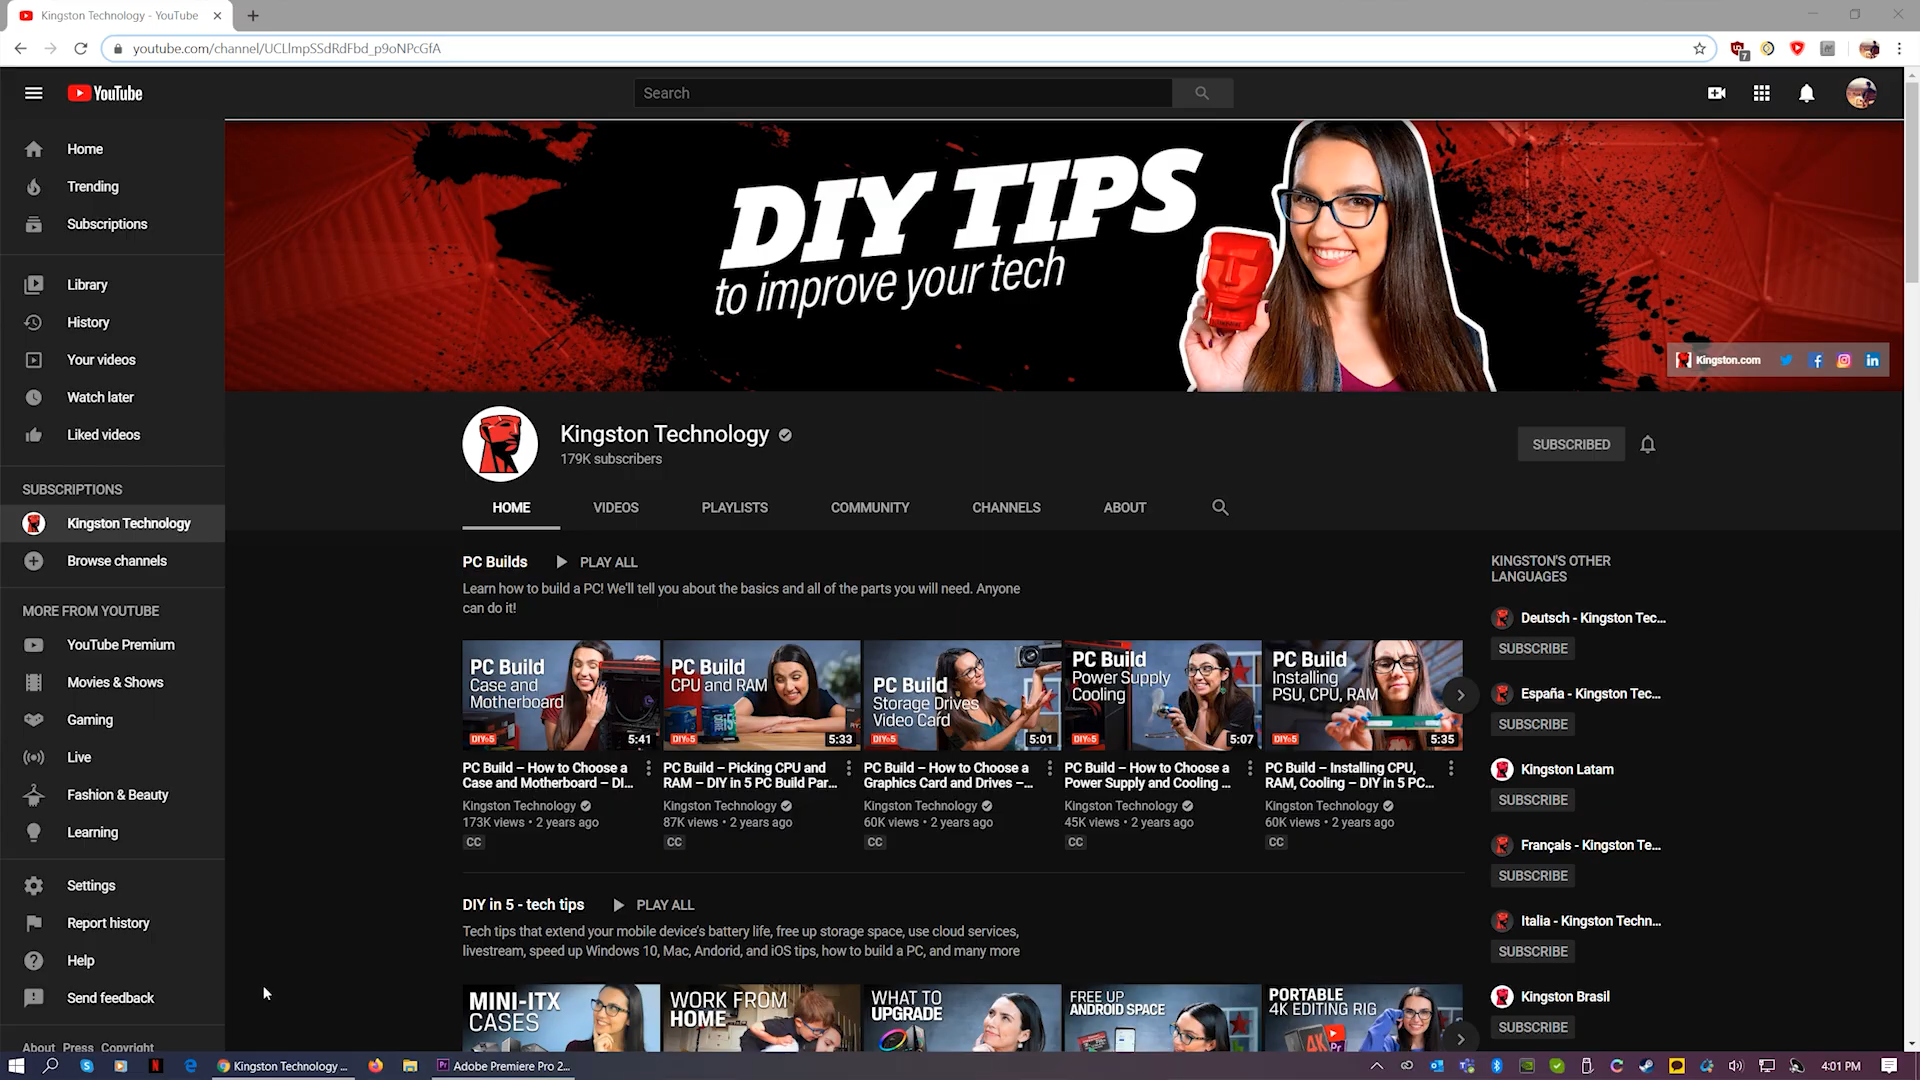 Kingston Technology - YouTube
youtube.com/channel/UCLlmpSSdRdFbd_p9oNPcGfA
7
YouTube
Search
Home
Trending
Subscriptions
Library
History
Your videos
Watch later
Liked videos
SUBSCRIPTIONS
Kingston Technology
Browse channels
MORE FROM YOUTUBE
YouTube Premium
Movies & Shows
Gaming
Live
Fashion & Beauty
Learning
Settings
Report history
Help
Send feedback
About Press Copyright
DIY TIPS
to improve your tech
Kingston.com
Kingston Technology
179K subscribers
SUBSCRIBED
HOME
VIDEOS
PLAYLISTS
COMMUNITY
CHANNELS
ABOUT
PC Builds
PLAY ALL
Learn how to build a PC! We'll tell you about the basics and all of the parts you will need. Anyone
can do it!
PC Build
Case and
Motherboard
DIYin5
5:41
PC Build
CPU and RAM
DIYin5
5:33
PC Build
Storage Drives
Video Card
DIYin5
5:01
PC Build
Power Supply
Cooling
DIYin5
5:07
PC Build
Installing
PSU, CPU, RAM
DIYin5
5:35
PC Build – How to Choose a
Case and Motherboard – DI...
Kingston Technology
173K views • 2 years ago
CC
PC Build – Picking CPU and
RAM – DIY in 5 PC Build Par...
Kingston Technology
87K views • 2 years ago
CC
PC Build – How to Choose a
Graphics Card and Drives –...
Kingston Technology
60K views • 2 years ago
CC
PC Build – How to Choose a
Power Supply and Cooling ...
Kingston Technology
45K views • 2 years ago
CC
PC Build – Installing CPU,
RAM, Cooling – DIY in 5 PC...
Kingston Technology
60K views • 2 years ago
CC
DIY in 5 - tech tips
PLAY ALL
Tech tips that extend your mobile device's battery life, free up storage space, use cloud services,
livestream, speed up Windows 10, Mac, Andorid, and iOS tips, how to build a PC, and many more
MINI-ITX
CASES
WORK FROM
HOME
WHAT TO
UPGRADE
FREE UP
ANDROID SPACE
PORTABLE
4K EDITING RIG
4K
Pr
KINGSTON'S OTHER
LANGUAGES
Deutsch - Kingston Tec...
SUBSCRIBE
España - Kingston Tec...
SUBSCRIBE
Kingston Latam
SUBSCRIBE
Français - Kingston Te...
SUBSCRIBE
Italia - Kingston Techn...
SUBSCRIBE
Kingston Brasil
SUBSCRIBE
Kingston Technology ...
Adobe Premiere Pro 2...
4:01 PM